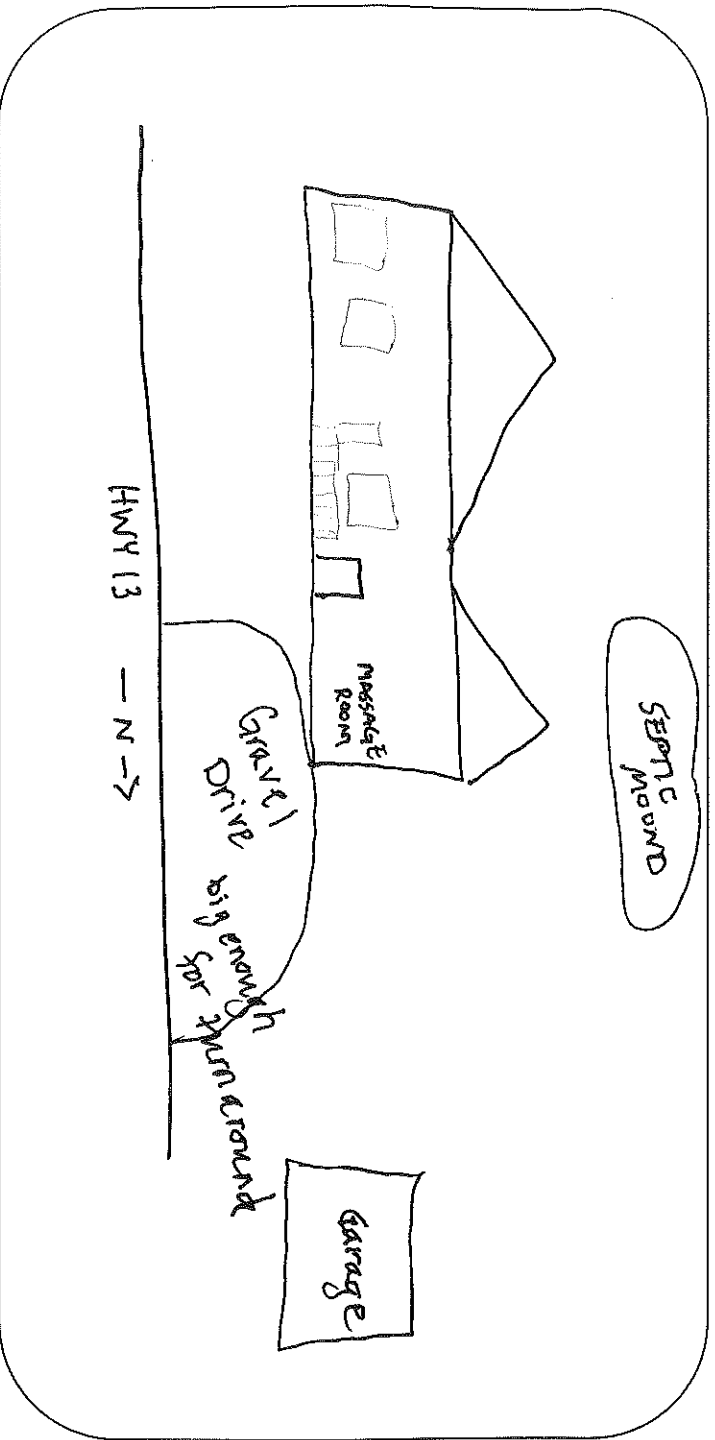 SEPTIC
MOUND
MASSAGE
ROOM
Garage
Gravel
Drive big enough
for turnaround
HWY 13 — N →